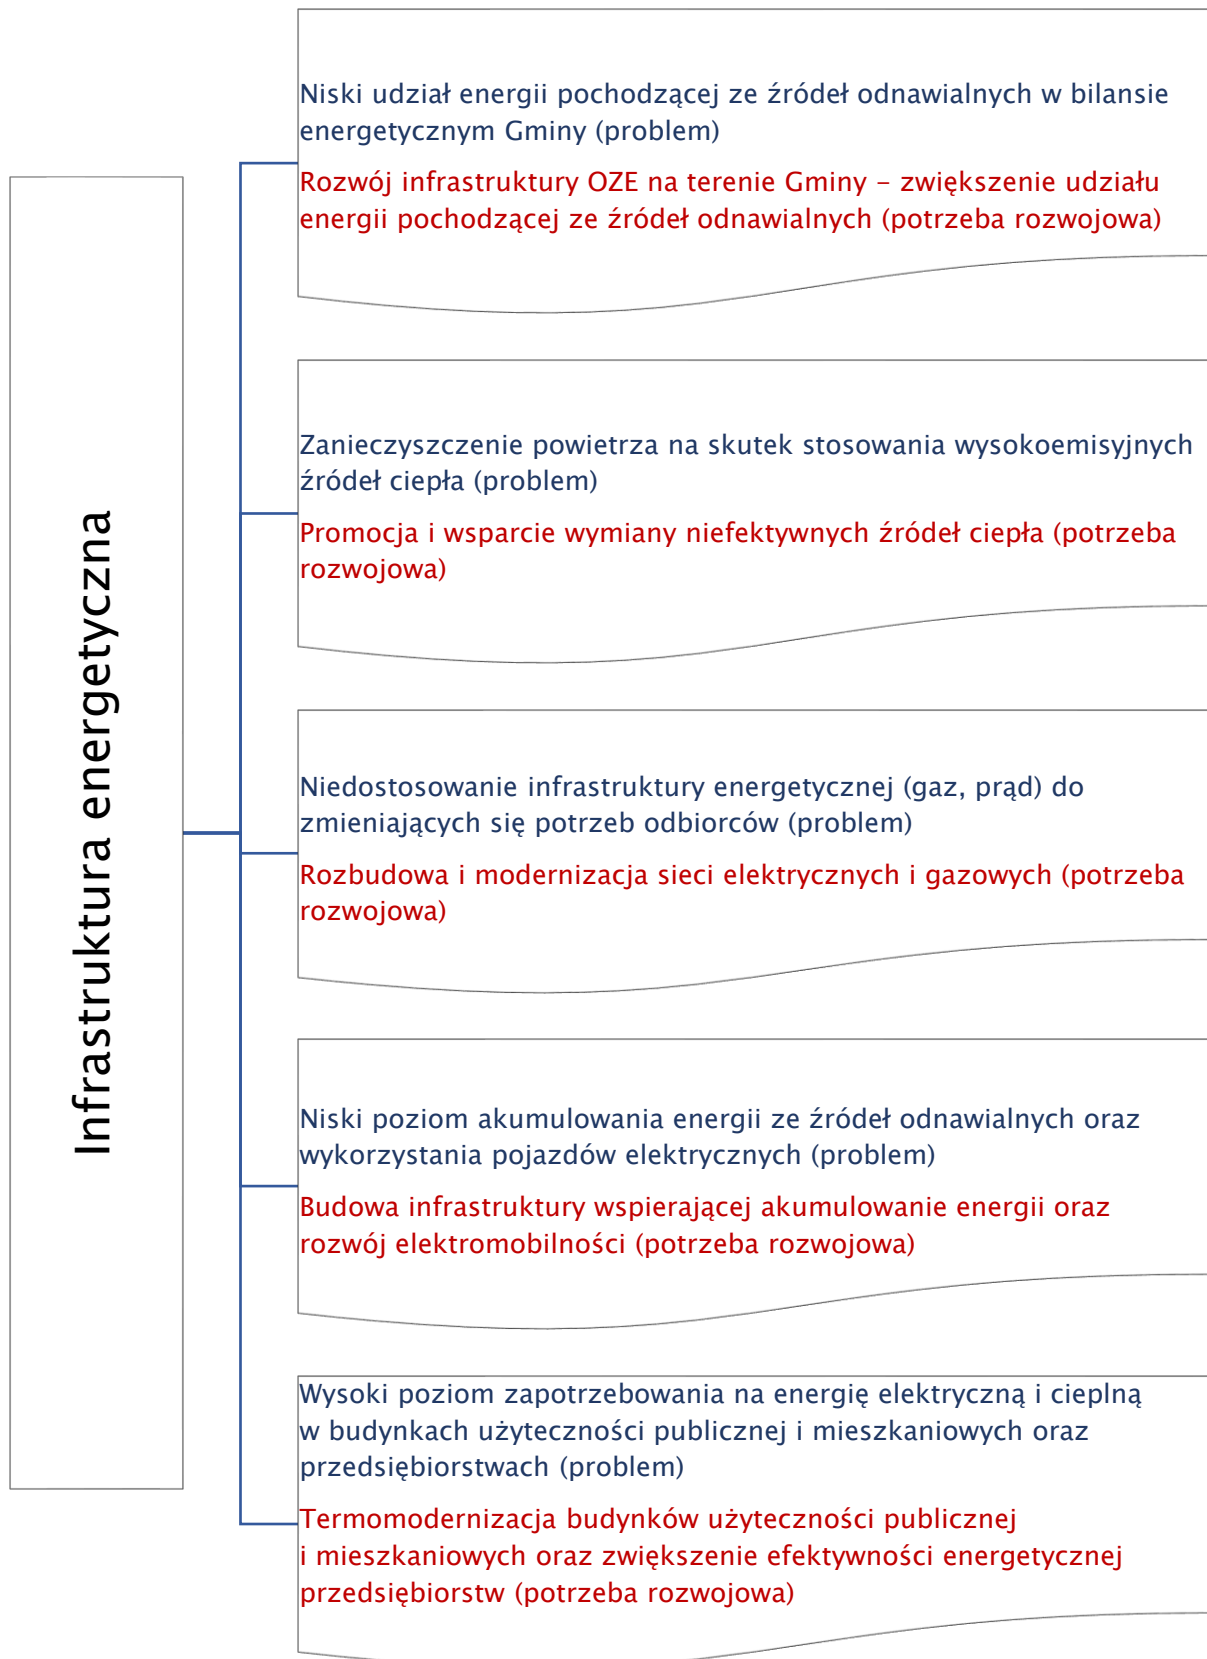 Infrastruktura energetyczna
Niski udział energii pochodzącej ze źródeł odnawialnych w bilansie
energetycznym Gminy (problem)
Rozwój infrastruktury OZE na terenie Gminy – zwiększenie udziału
energii pochodzącej ze źródeł odnawialnych (potrzeba rozwojowa)
Zanieczyszczenie powietrza na skutek stosowania wysokoemisyjnych
źródeł ciepła (problem)
Promocja i wsparcie wymiany niefektywnych źródeł ciepła (potrzeba
rozwojowa)
Niedostosowanie infrastruktury energetycznej (gaz, prąd) do
zmieniających się potrzeb odbiorców (problem)
Rozbudowa i modernizacja sieci elektrycznych i gazowych (potrzeba
rozwojowa)
Niski poziom akumulowania energii ze źródeł odnawialnych oraz
wykorzystania pojazdów elektrycznych (problem)
Budowa infrastruktury wspierającej akumulowanie energii oraz
rozwój elektromobilności (potrzeba rozwojowa)
Wysoki poziom zapotrzebowania na energię elektryczną i cieplną
w budynkach użyteczności publicznej i mieszkaniowych oraz
przedsiębiorstwach (problem)
Termomodernizacja budynków użyteczności publicznej
i mieszkaniowych oraz zwiększenie efektywności energetycznej
przedsiębiorstw (potrzeba rozwojowa)